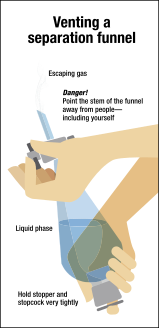 Venting a
separation funnel
Escaping gas
Danger!
Point the stem of the funnel
away from people—
including yourself
Liquid phase
Hold stopper and
stopcock very tightly